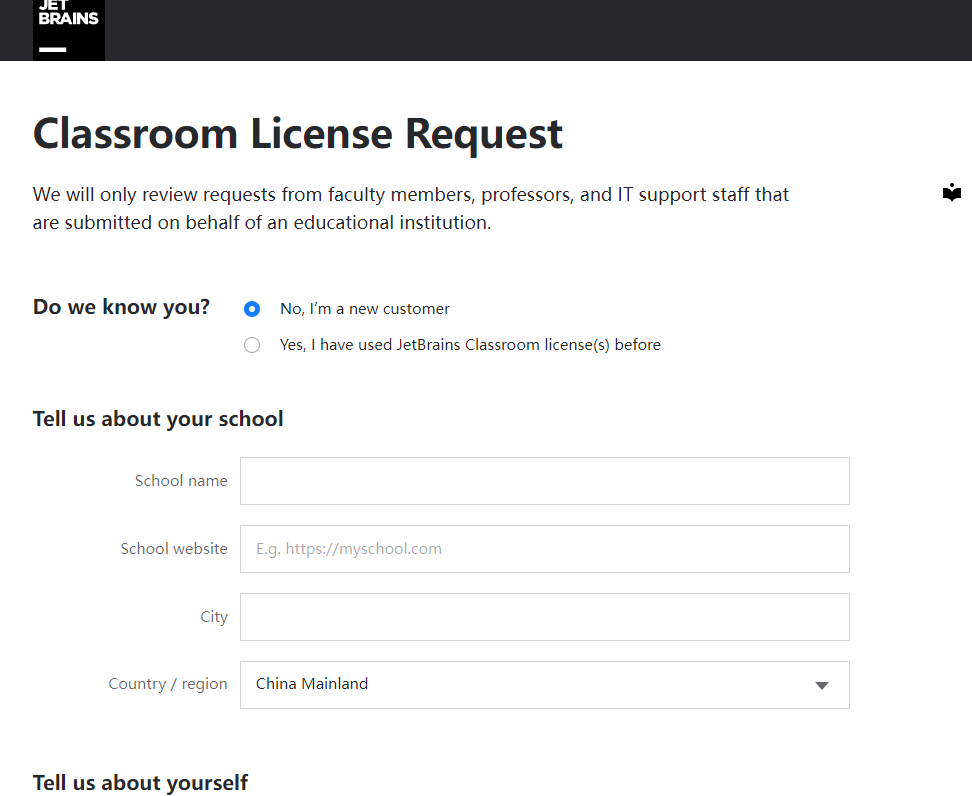 JET
BRAINS
Classroom License Request
We will only review requests from faculty members, professors, and IT support staff that
are submitted on behalf of an educational institution.
Do we know you?
No, I’m a new customer
Yes, I have used JetBrains Classroom license(s) before
Tell us about your school
School name
School website
E.g. https://myschool.com
City
Country / region
China Mainland
Tell us about yourself